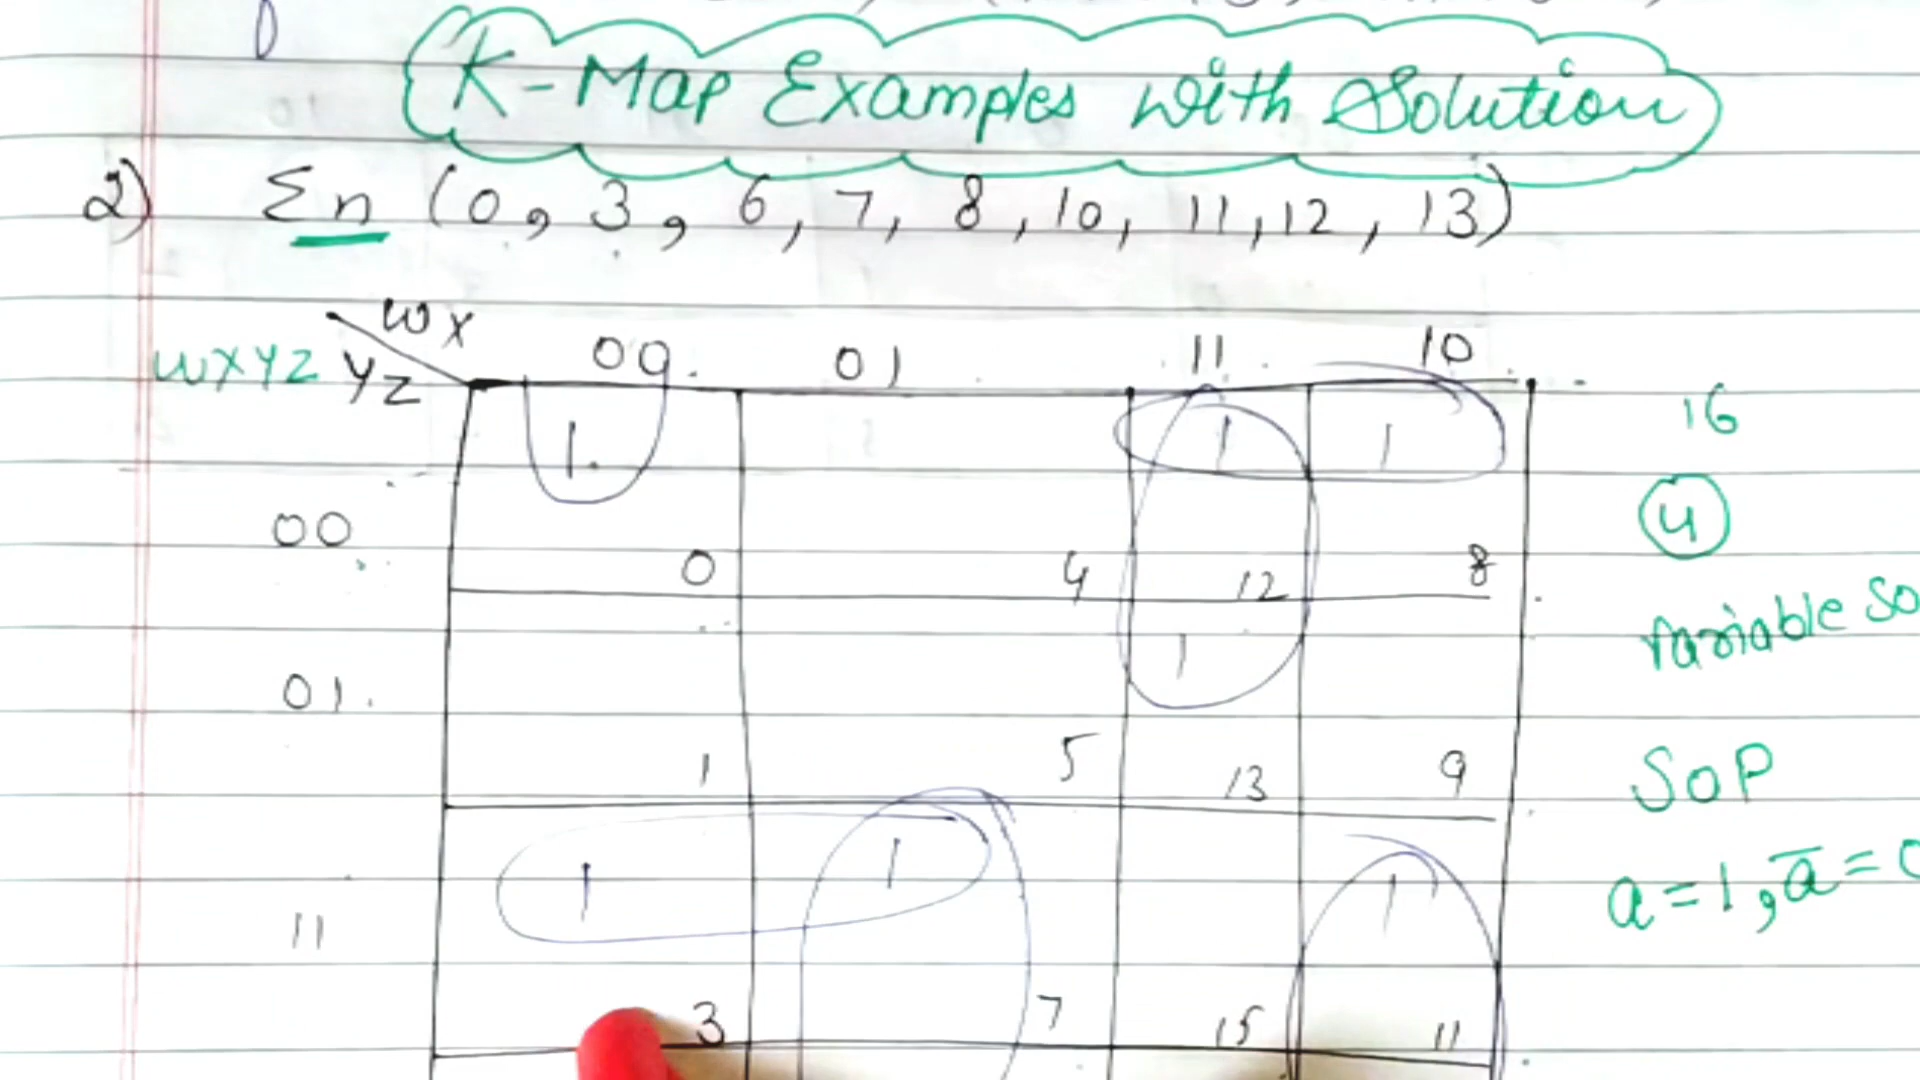 K-Map Examples with Solution
2) Σn (0, 3, 6, 7, 8, 10, 11, 12, 13)
wx
wxyz yz 00 01 11 10
1 1 1 16
00 4
0 4 12 8
variable
1
01
SOP
1 5 13 9
1 1 1 a=1, a̅=
11
3 7 15 11